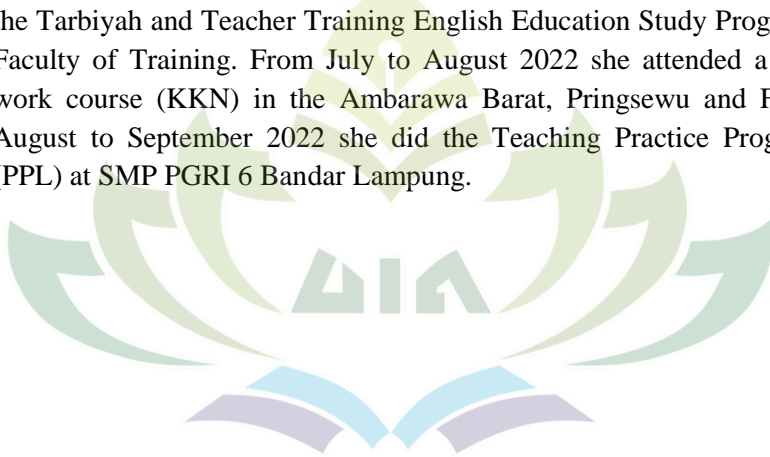 the Tarbiyah and Teacher Training English Education Study Prog
Faculty of Training. From July to August 2022 she attended a
work course (KKN) in the Ambarawa Barat, Pringsewu and F
August to September 2022 she did the Teaching Practice Prog
(PPL) at SMP PGRI 6 Bandar Lampung.
UIN